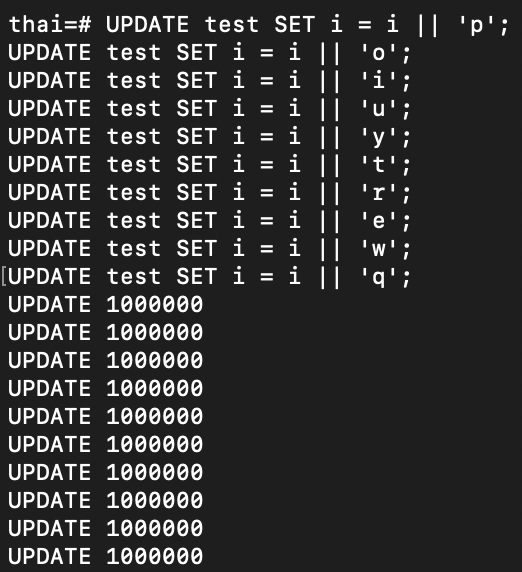 thai=# UPDATE test SET i = i || 'p';
UPDATE test SET i = i || 'o';
UPDATE test SET i = i || 'i';
UPDATE test SET i = i || 'u';
UPDATE test SET i = i || 'y';
UPDATE test SET i = i || 't';
UPDATE test SET i = i || 'r';
UPDATE test SET i = i || 'e';
UPDATE test SET i = i || 'w';
[UPDATE test SET i = i || 'q';
UPDATE 1000000
UPDATE 1000000
UPDATE 1000000
UPDATE 1000000
UPDATE 1000000
UPDATE 1000000
UPDATE 1000000
UPDATE 1000000
UPDATE 1000000
UPDATE 1000000